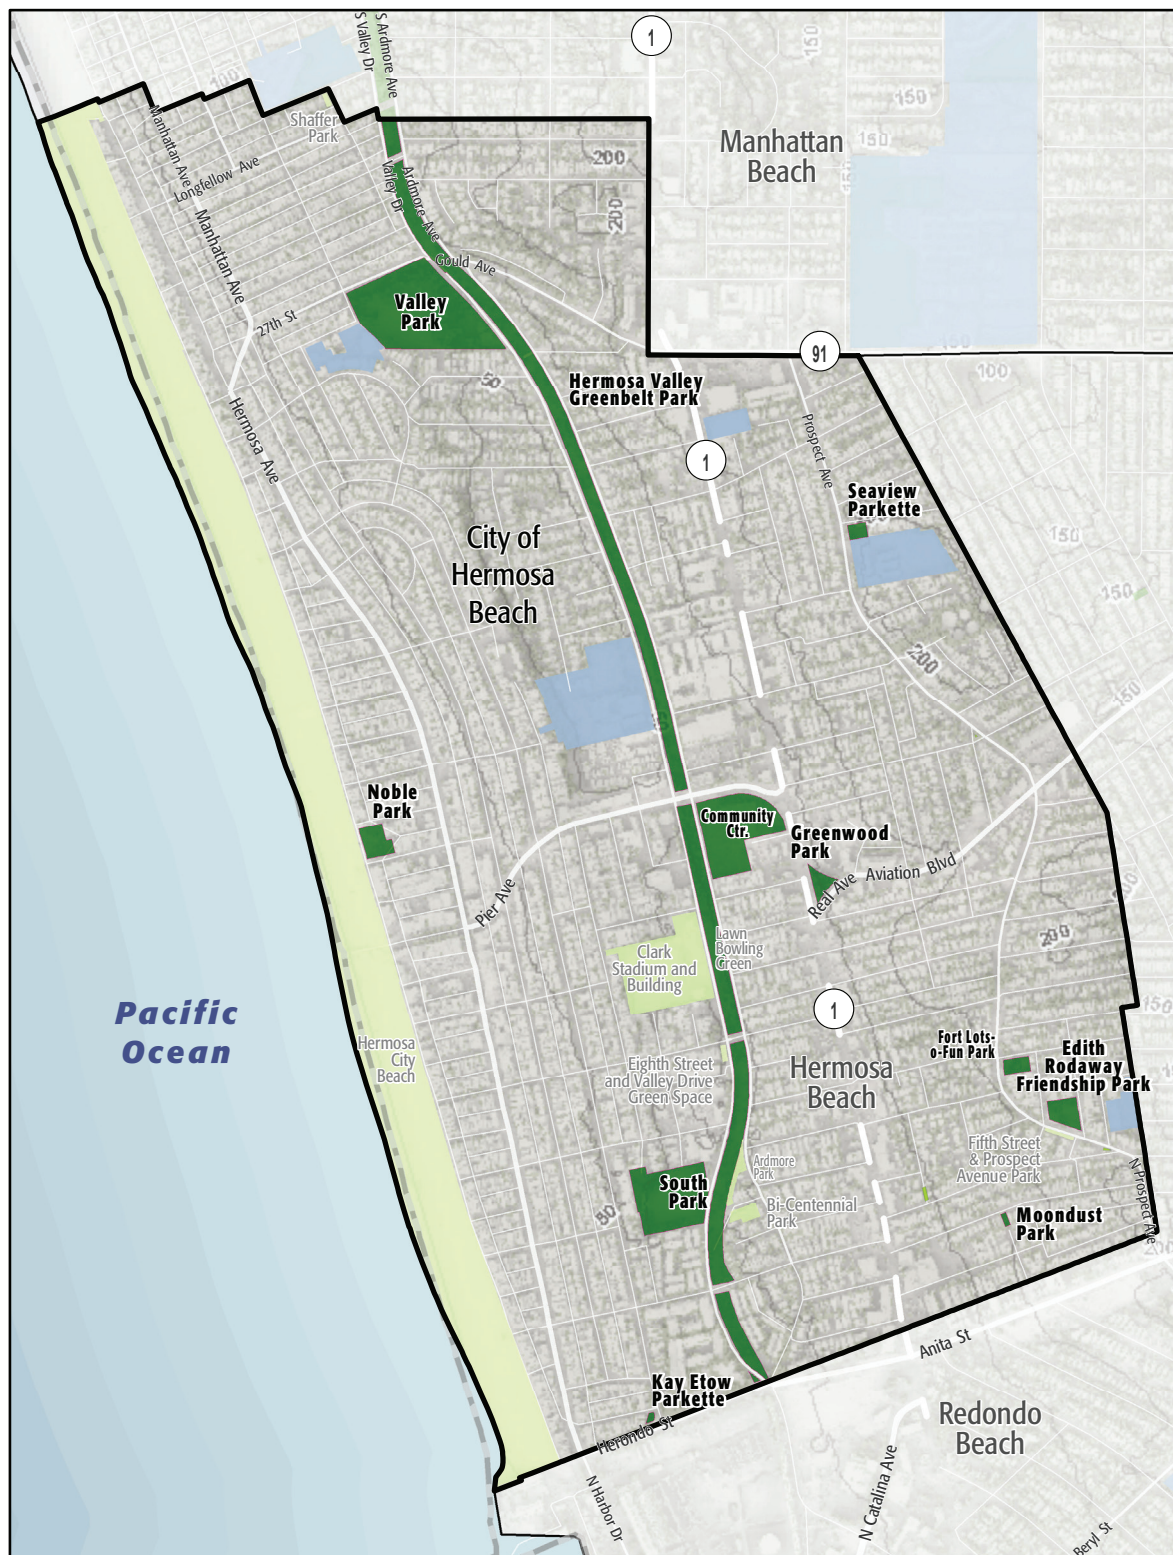 S Valley Dr
S Ardmore Ave
1
150
100
150
150
Manhattan
Beach
150
Shaffer
Park
Manhattan Ave
Longfellow Ave
200
200
Valley Dr
Ardmore Ave
Manhattan Ave
Gould Ave
Valley
Park
27th St
91
100
50
Hermosa Valley
Greenbelt Park
Hermosa Ave
Prospect Ave
1
Seaview
Parkette
150
City of
Hermosa
Beach
150
200
150
Noble
Park
Community
Ctr.
Greenwood
Park
Real Ave
Aviation Blvd
Pier Ave
200
Lawn
Bowling
Green
Clark
Stadium and
Building
Pacific
Ocean
1
150
Hermosa
City
Beach
Eighth Street
and Valley Drive
Green Space
Hermosa
Beach
Fort Lots-
o-Fun Park
Edith
Rodaway
Friendship Park
Fifth Street
& Prospect
Avenue Park
Ardmore
Park
N Prospect Ave
South
Park
50
Bi-Centennial
Park
Moondust
Park
200
Anita St
Kay Etow
Parkette
Herondo St
Redondo
Beach
N Harbor Dr
N Catalina Ave
Beryl St